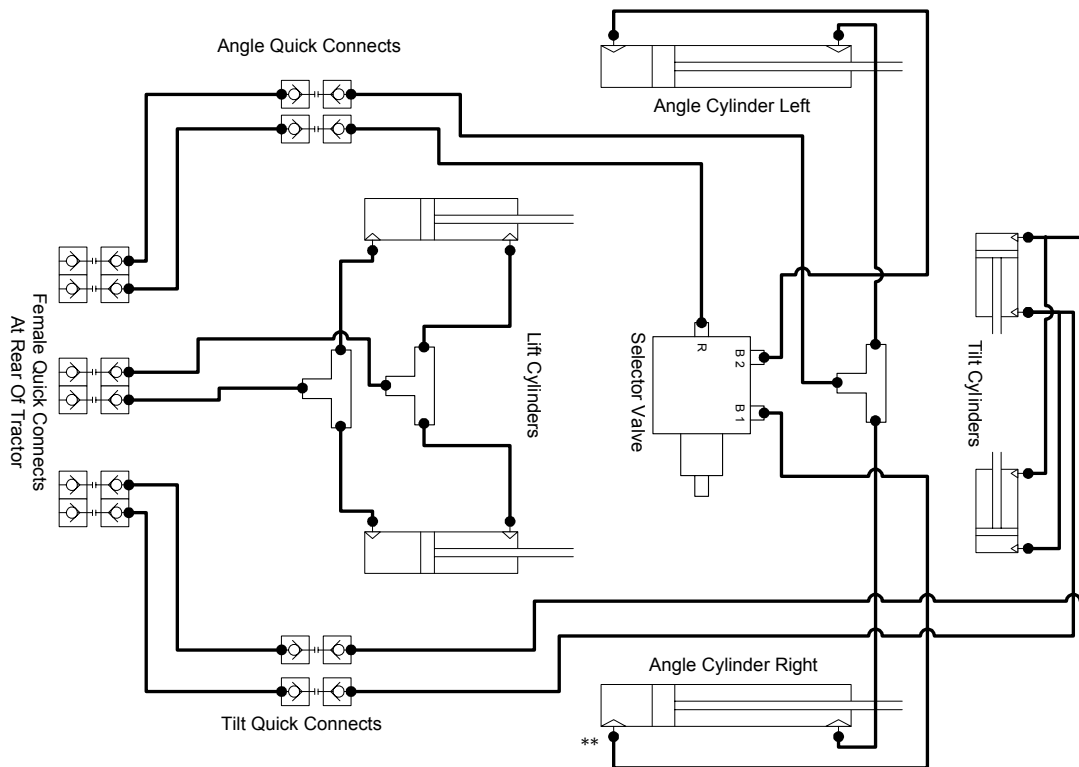 Angle Quick Connects
Angle Cylinder Left
Female Quick Connects
At Rear Of Tractor
Lift Cylinders
Selector Valve
R
B 2
B 1
Tilt Cylinders
Angle Cylinder Right
**
Tilt Quick Connects